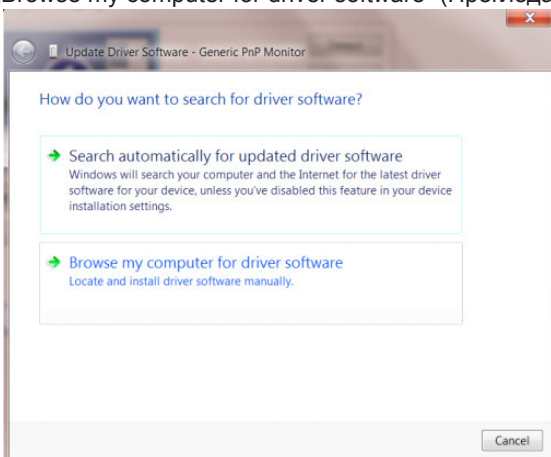 Browse my computer for driver software" (Преглежда
Update Driver Software - Generic PnP Monitor
How do you want to search for driver software?
Search automatically for updated driver software
Windows will search your computer and the Internet for the latest driver
software for your device, unless you've disabled this feature in your device
installation settings.
Browse my computer for driver software
Locate and install driver software manually.
Cancel